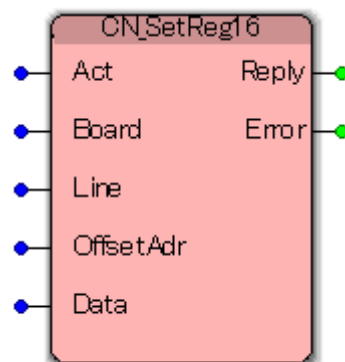 CN_SetReg16
Act Reply
Board Error
Line
OffsetAdr
Data